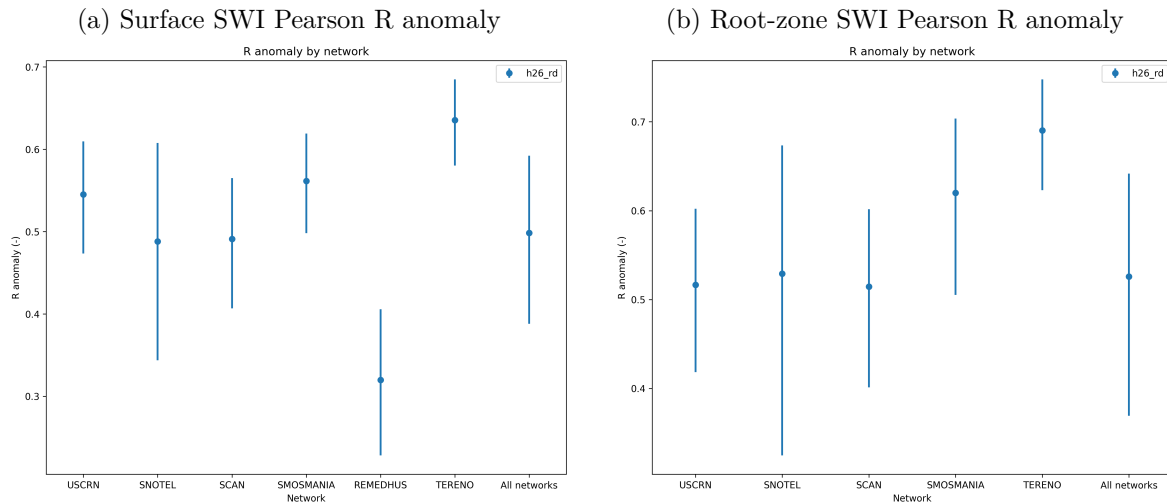 (a) Surface SWI Pearson R anomaly
R anomaly by network
h26_rd
0.7
0.6
0.5
0.4
0.3
R anomaly (-)
USCRN SNOTEL SCAN SMOSMANIA REMEDHUS TERENO All networks
Network
(b) Root-zone SWI Pearson R anomaly
R anomaly by network
h26_rd
0.7
0.6
0.5
0.4
R anomaly (-)
USCRN SNOTEL SCAN SMOSMANIA TERENO All networks
Network